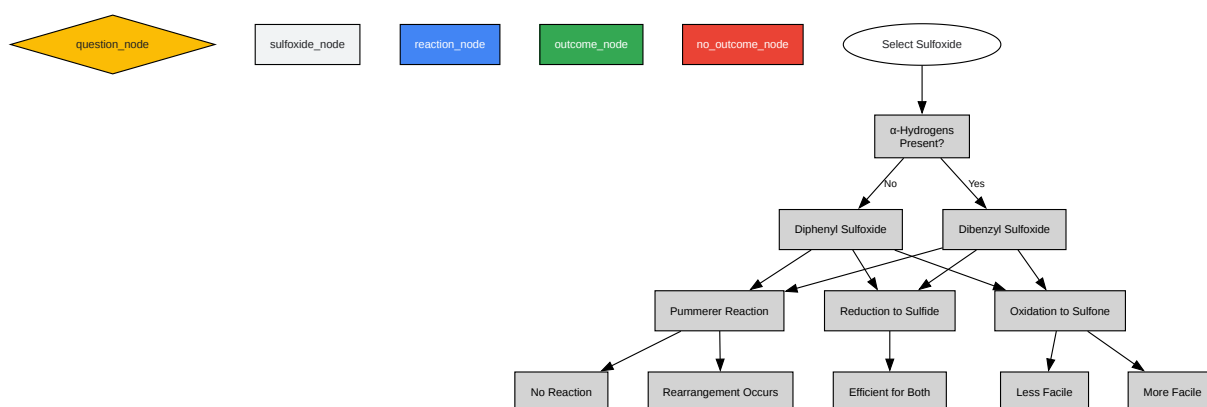 question_node
sulfoxide_node
reaction_node
outcome_node
no_outcome_node
Select Sulfoxide
α-Hydrogens
Present?
No
Yes
Diphenyl Sulfoxide
Dibenzyl Sulfoxide
Pummerer Reaction
Reduction to Sulfide
Oxidation to Sulfone
No Reaction
Rearrangement Occurs
Efficient for Both
Less Facile
More Facile